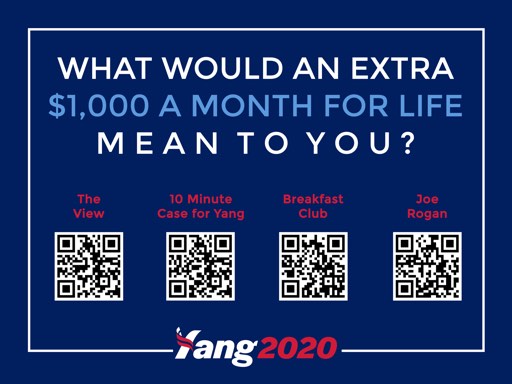 WHAT WOULD AN EXTRA
$1,000 A MONTH FOR LIFE
MEAN TO YOU?
The
View
10 Minute
Case for Yang
Breakfast
Club
Joe
Rogan
Yang2020